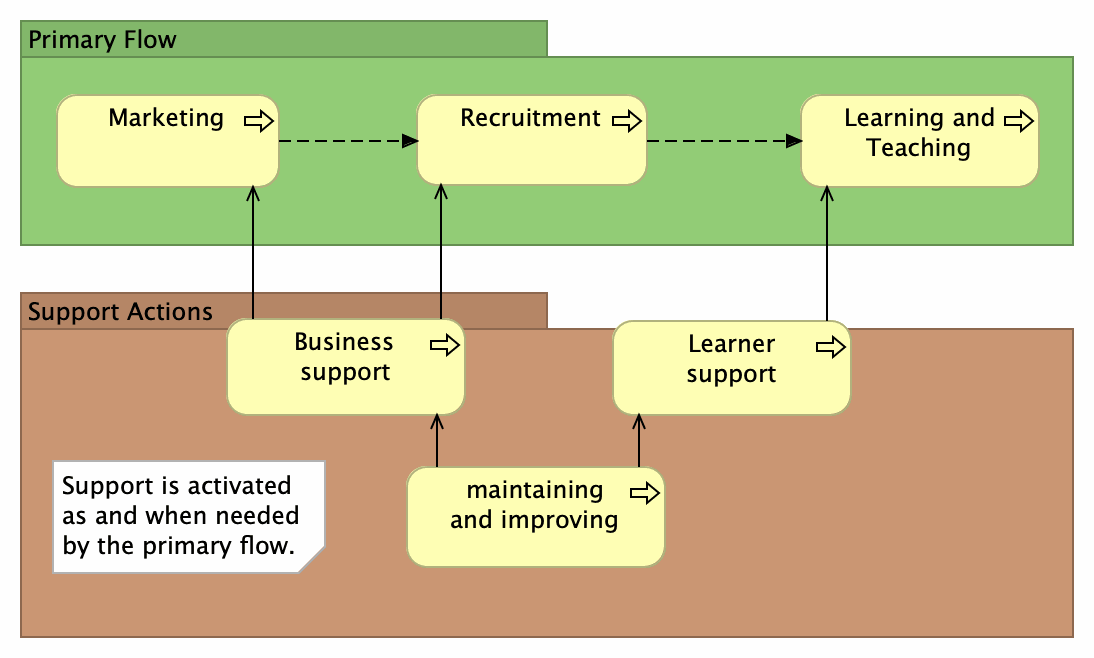 Primary Flow
Marketing
Recruitment
Learning and
Teaching
Support Actions
Business
support
Learner
support
Support is activated
as and when needed
by the primary flow.
maintaining
and improving